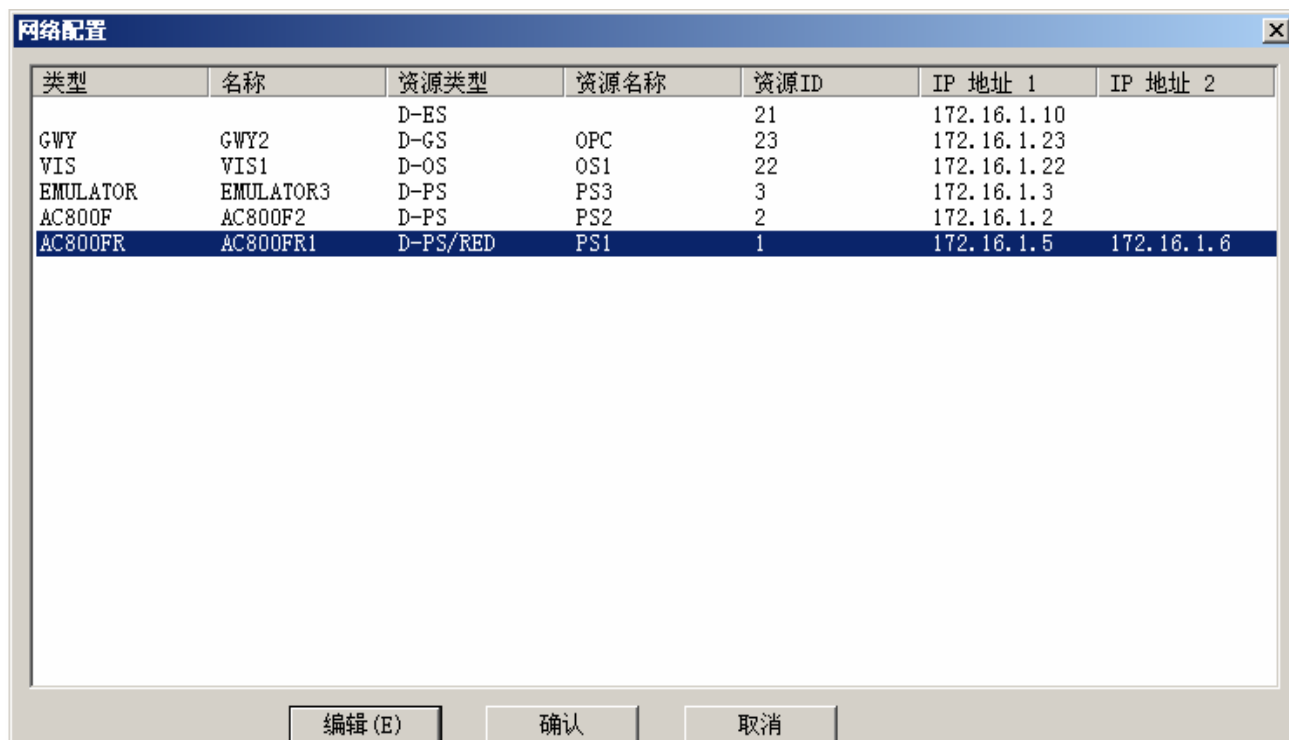 网络配置
类型 名称 资源类型 资源名称 资源ID IP 地址 1 IP 地址 2
D-ES 21 172.16.1.10
GWY GWY2 D-GS OPC 23 172.16.1.23
VIS VIS1 D-OS OS1 22 172.16.1.22
EMULATOR EMULATOR3 D-PS PS3 3 172.16.1.3
AC800F AC800F2 D-PS PS2 2 172.16.1.2
AC800FR AC800FR1 D-PS/RED PS1 1 172.16.1.5 172.16.1.6
编辑(E) 确认 取消